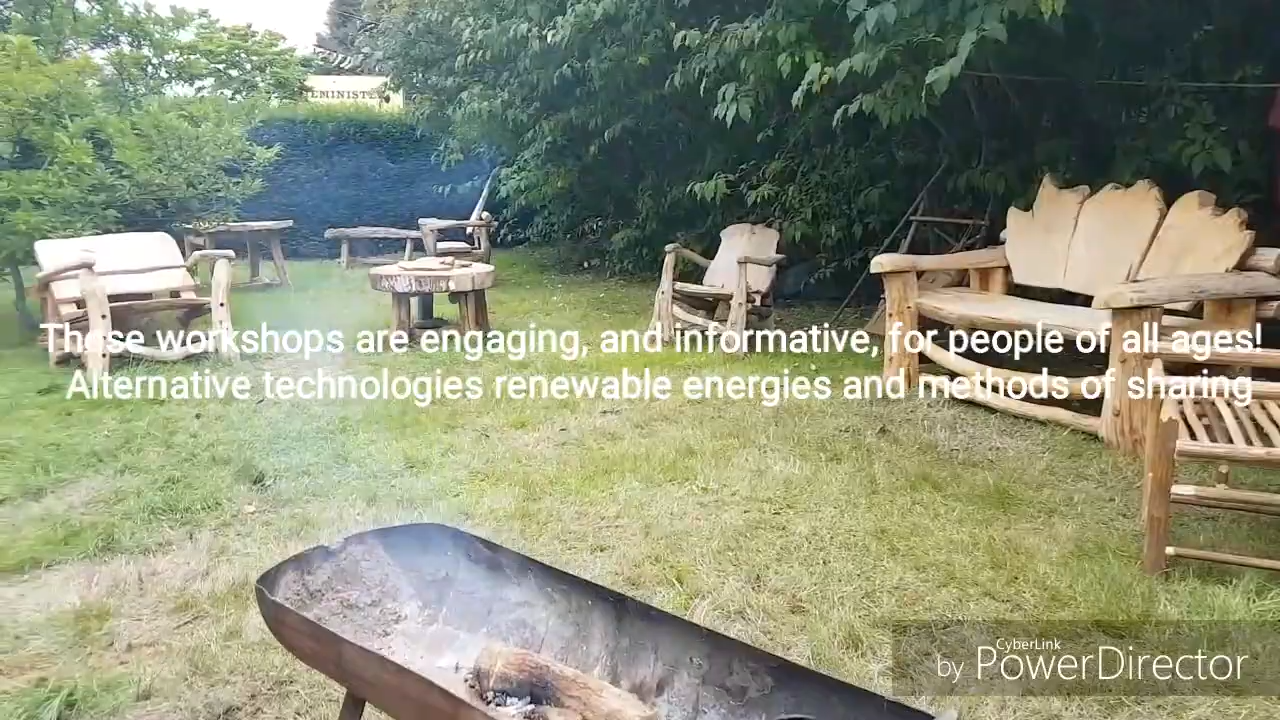 These workshops are engaging, and informative, for people of all ages!
Alternative technologies renewable energies and methods of sharing
CyberLink
by PowerDirector